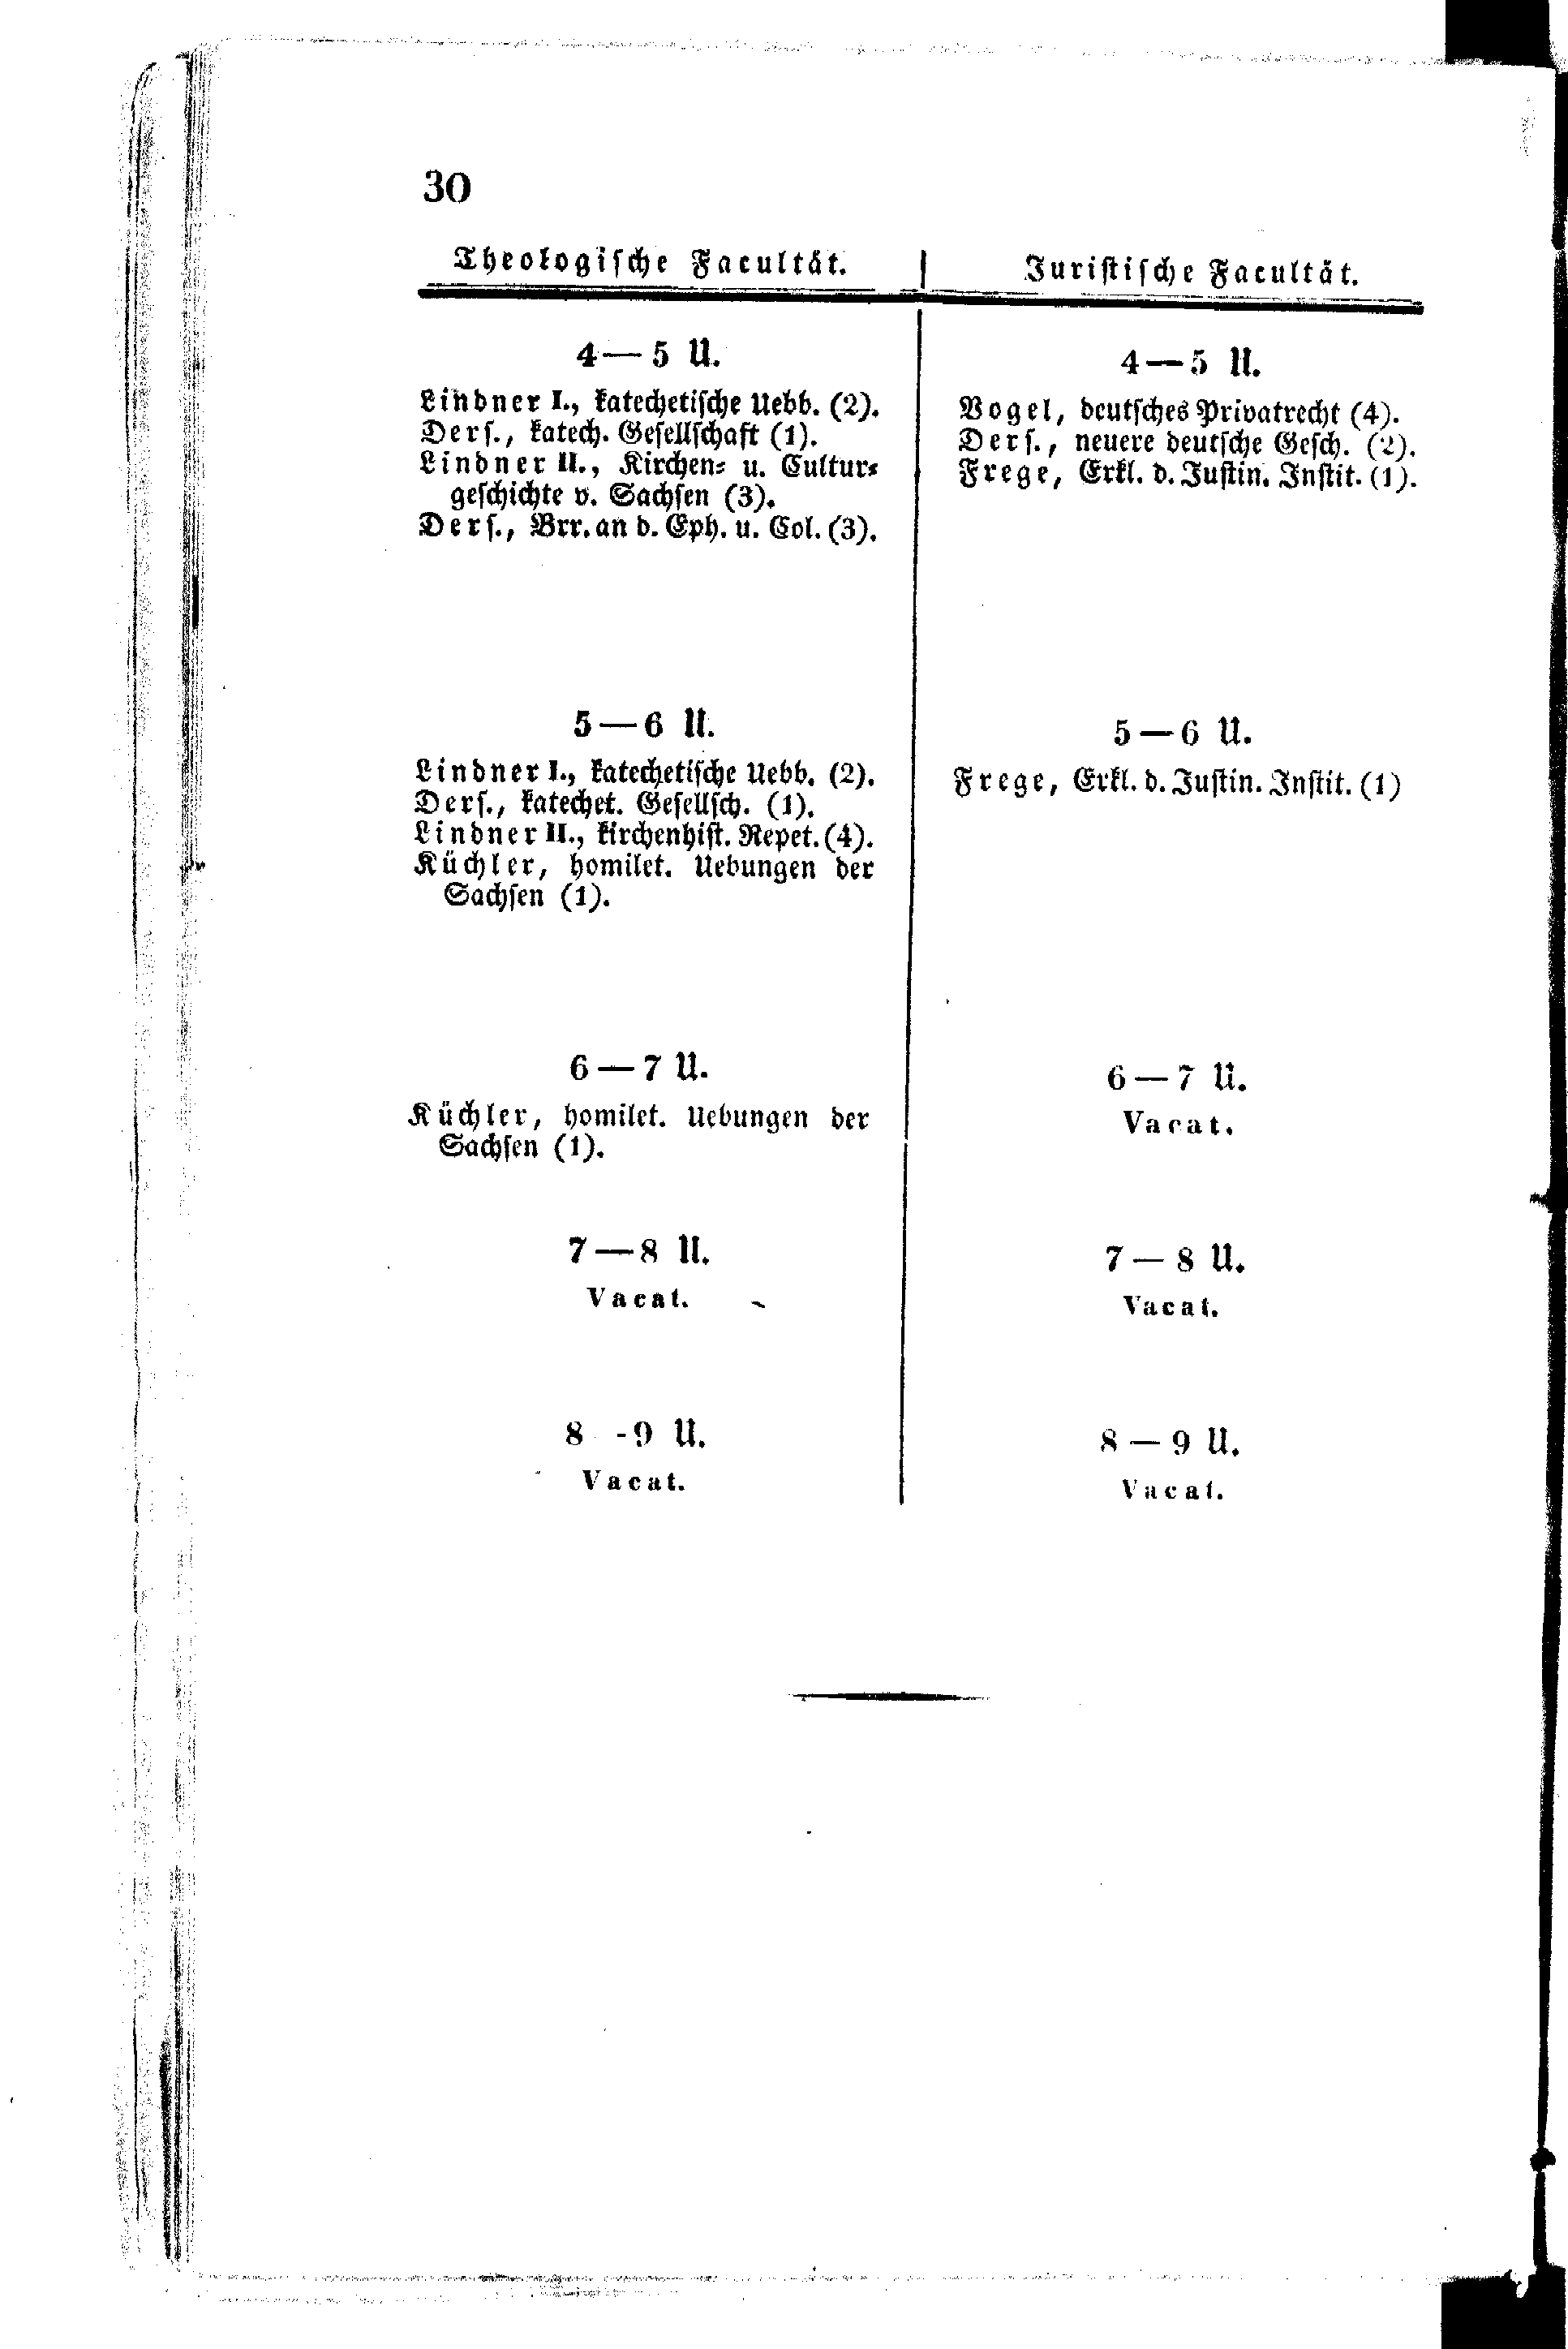 30
Theologische Facultät.
4—5 U.
Lindner I., katechetische Uebb. (2).
Ders., katech. Gesellschaft (1).
Lindner II., Kirchen- u. Cultur-
geschichte v. Sachsen (3).
Ders., Brr. an d. Eph. u. Col. (3).
5—6 U.
Lindner I., katechetische Uebb. (2).
Ders., katechet. Gesellsch. (1).
Lindner II., kirchenhist. Repet. (4).
Küchler, homilet. Uebungen der
Sachsen (1).
6—7 U.
Küchler, homilet. Uebungen der
Sachsen (1).
7—8 U.
Vacat.
8 -9 U.
Vacat.
Juristische Facultät.
4—5 U.
Vogel, deutsches Privatrecht (4).
Ders., neuere deutsche Gesch. (2).
Frege, Erkl. d. Justin. Instit. (1).
5—6 U.
Frege, Erkl. d. Justin. Instit. (1)
6—7 U.
Vacat.
7—8 U.
Vacat.
8—9 U.
Vacat.